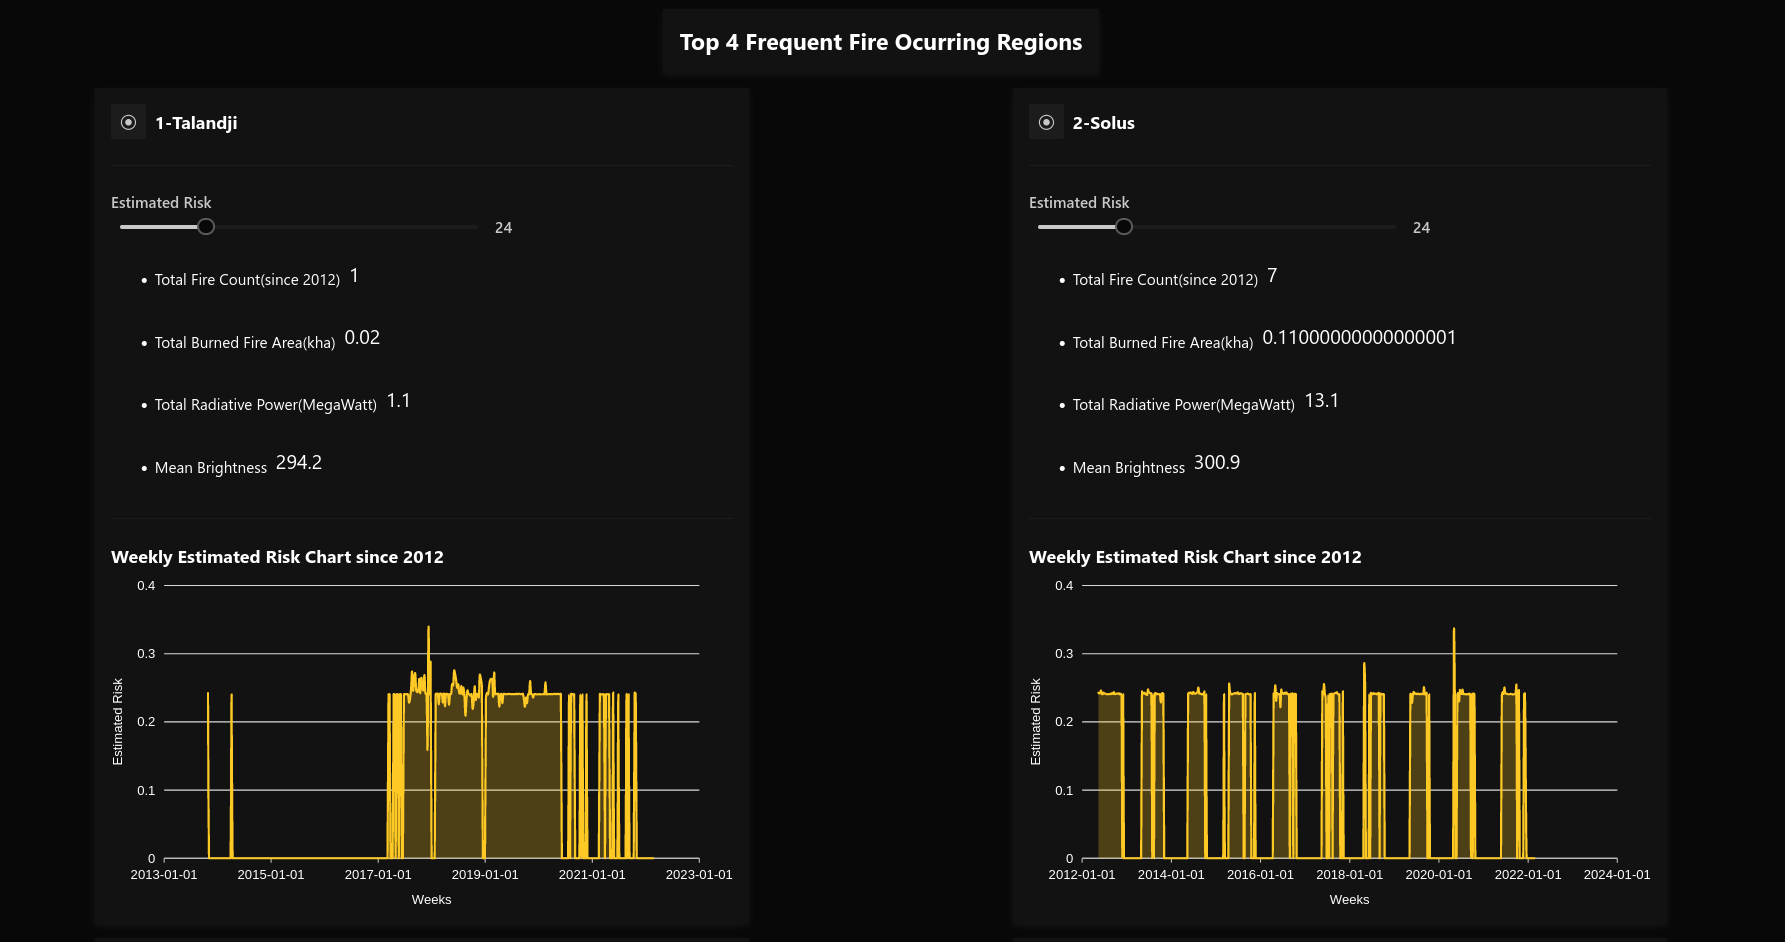 Top 4 Frequent Fire Ocurring Regions
1-Talandji
Estimated Risk
24
• Total Fire Count(since 2012) 1
• Total Burned Fire Area(kha) 0.02
• Total Radiative Power(MegaWatt) 1.1
• Mean Brightness 294.2
Weekly Estimated Risk Chart since 2012
0.4
0.3
0.2
0.1
0
Estimated Risk
2013-01-01 2015-01-01 2017-01-01 2019-01-01 2021-01-01 2023-01-01
Weeks
2-Solus
Estimated Risk
24
• Total Fire Count(since 2012) 7
• Total Burned Fire Area(kha) 0.11000000000000001
• Total Radiative Power(MegaWatt) 13.1
• Mean Brightness 300.9
Weekly Estimated Risk Chart since 2012
0.4
0.3
0.2
0.1
0
Estimated Risk
2012-01-01 2014-01-01 2016-01-01 2018-01-01 2020-01-01 2022-01-01 2024-01-01
Weeks